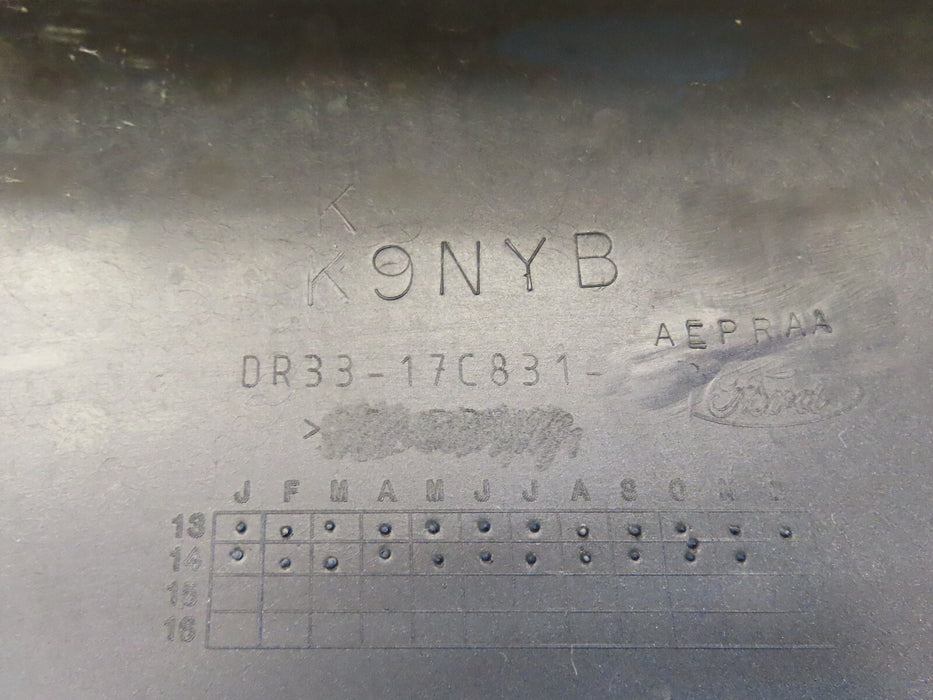 K
K9NYB
AEPRAA
DR33-17C831-
Ford
>
J F M A M J J A S O N D
13
14
15
16